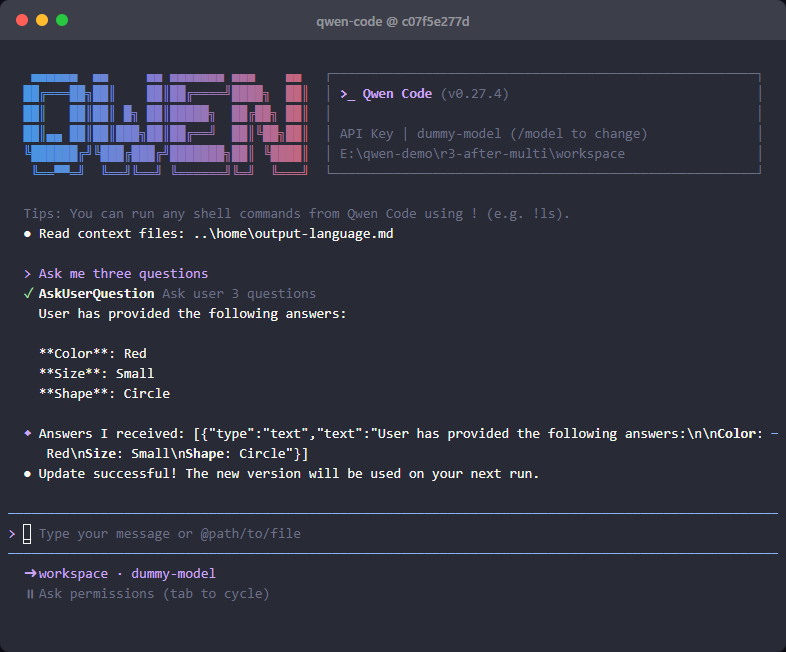 qwen-code @ c07f5e277d
QWEN
>_ Qwen Code (v0.27.4)
API Key | dummy-model (/model to change)
E:\qwen-demo\r3-after-multi\workspace
Tips: You can run any shell commands from Qwen Code using ! (e.g. !ls).
● Read context files: ..\home\output-language.md
> Ask me three questions
✓ AskUserQuestion Ask user 3 questions
User has provided the following answers:
**Color**: Red
**Size**: Small
**Shape**: Circle
◆ Answers I received: [{"type":"text","text":"User has provided the following answers:\n\nColor: —
Red\nSize: Small\nShape: Circle"}]
● Update successful! The new version will be used on your next run.
> Type your message or @path/to/file
➜workspace · dummy-model
⏸Ask permissions (tab to cycle)